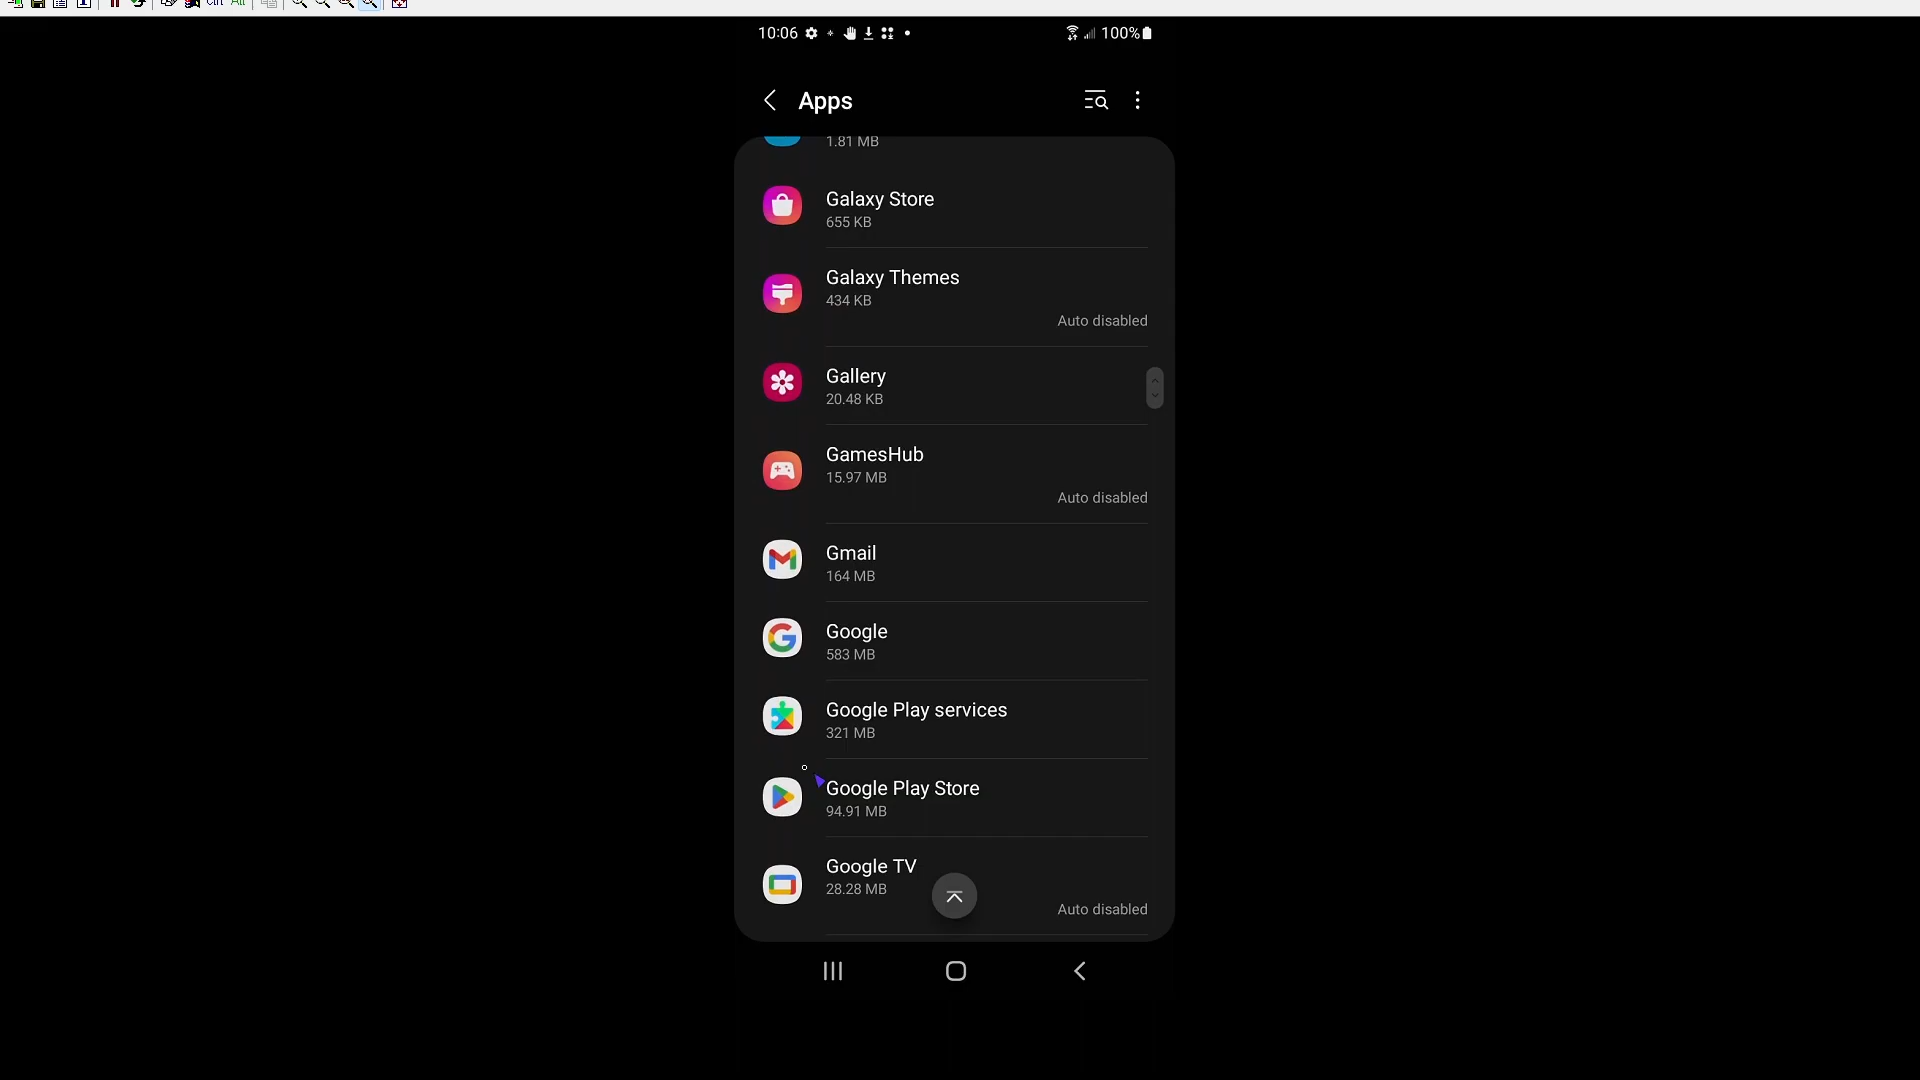 Ctrl Alt
10:06 100%
Apps
1.81 MB
Galaxy Store
655 KB
Galaxy Themes
434 KB
Auto disabled
Gallery
20.48 KB
GamesHub
15.97 MB
Auto disabled
Gmail
164 MB
Google
583 MB
Google Play services
321 MB
Google Play Store
94.91 MB
Google TV
28.28 MB
Auto disabled